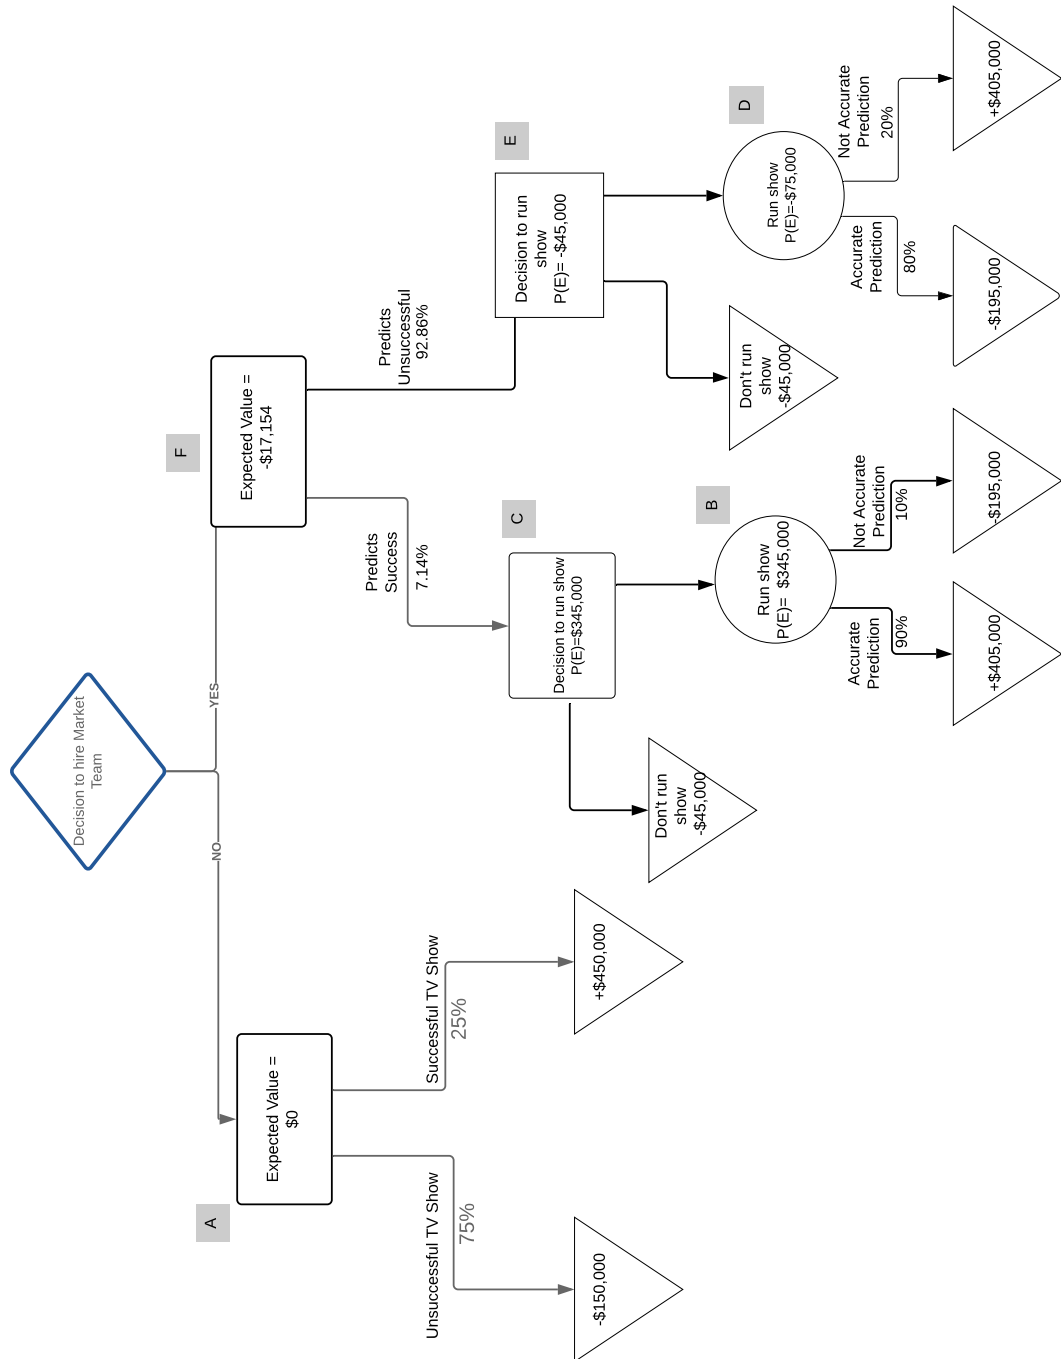 Decision to hire Market
Team
NO
YES
A
Expected Value =
$0
Unsuccessful TV Show
75%
-$150,000
Successful TV Show
25%
+$450,000
F
Expected Value =
-$17,154
Predicts
Success
7.14%
Predicts
Unsuccessful
92.86%
C
Decision to run show
P(E)=$345,000
Don't run
show
-$45,000
B
Run show
P(E)= $345,000
Accurate
Prediction
90%
+$405,000
Not Accurate
Prediction
10%
-$195,000
E
Decision to run
show
P(E)= -$45,000
Don't run
show
-$45,000
D
Run show
P(E)=-$75,000
Accurate
Prediction
80%
-$195,000
Not Accurate
Prediction
20%
+$405,000